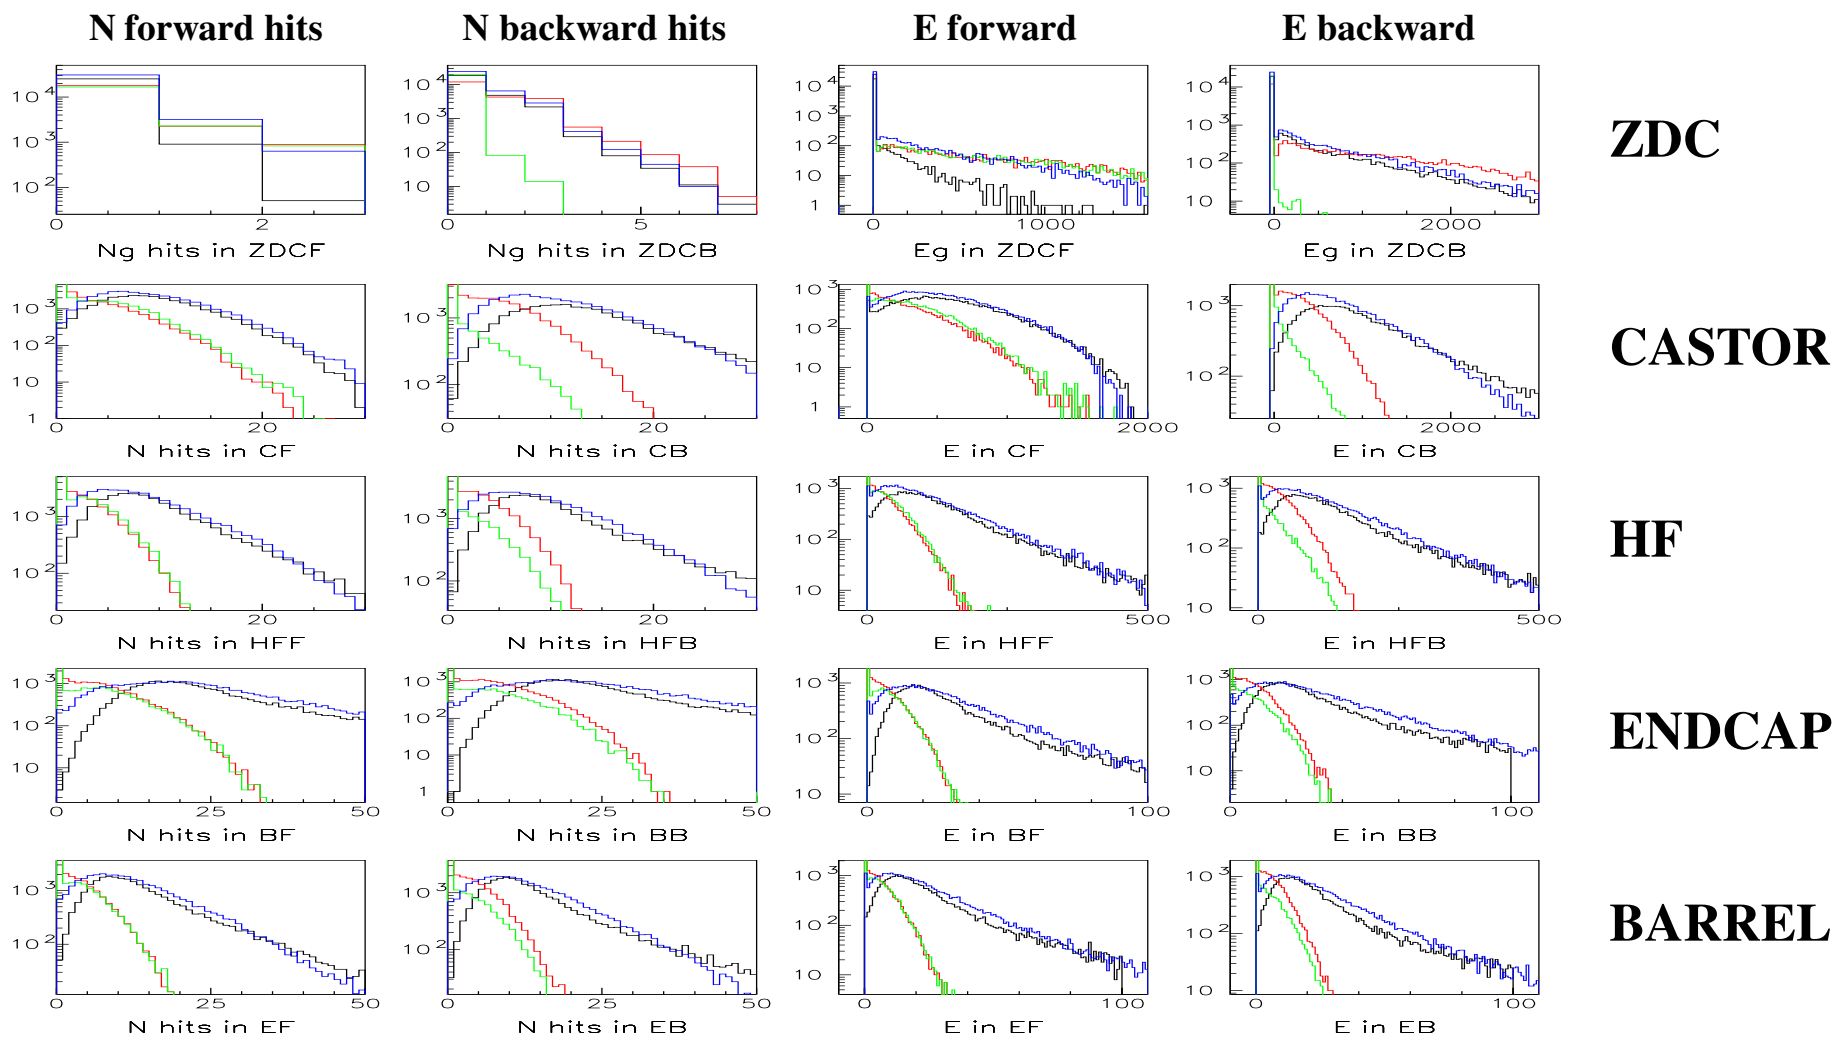 N forward hits N backward hits E forward E backward
10 4 10 3 10 2
0 2
Ng hits in ZDCF
10 4 10 3 10 2 10
0 5
Ng hits in ZDCB
10 4 10 3 10 2 10 1
0 1000
Eg in ZDCF
10 4 10 3 10 2 10
0 2000
Eg in ZDCB
ZDC
10 3 10 2 10 1
0 20
N hits in CF
10 3 10 2
0 20
N hits in CB
10 3 10 2 10 1
0 2000
E in CF
10 3 10 2
0 2000
E in CB
CASTOR
10 3 10 2
0 20
N hits in HFF
10 3 10 2
0 20
N hits in HFB
10 3 10 2 10
0 500
E in HFF
10 3 10 2 10
0 500
E in HFB
HF
10 3 10 2 10
0 25 50
N hits in BF
10 3 10 2 10 1
0 25 50
N hits in BB
10 3 10 2 10
0 100
E in BF
10 3 10 2 10
0 100
E in BB
ENDCAP
10 3 10 2
0 25 50
N hits in EF
10 3 10 2
0 25 50
N hits in EB
10 3 10 2 10
0 100
E in EF
10 3 10 2 10
0 100
E in EB
BARREL